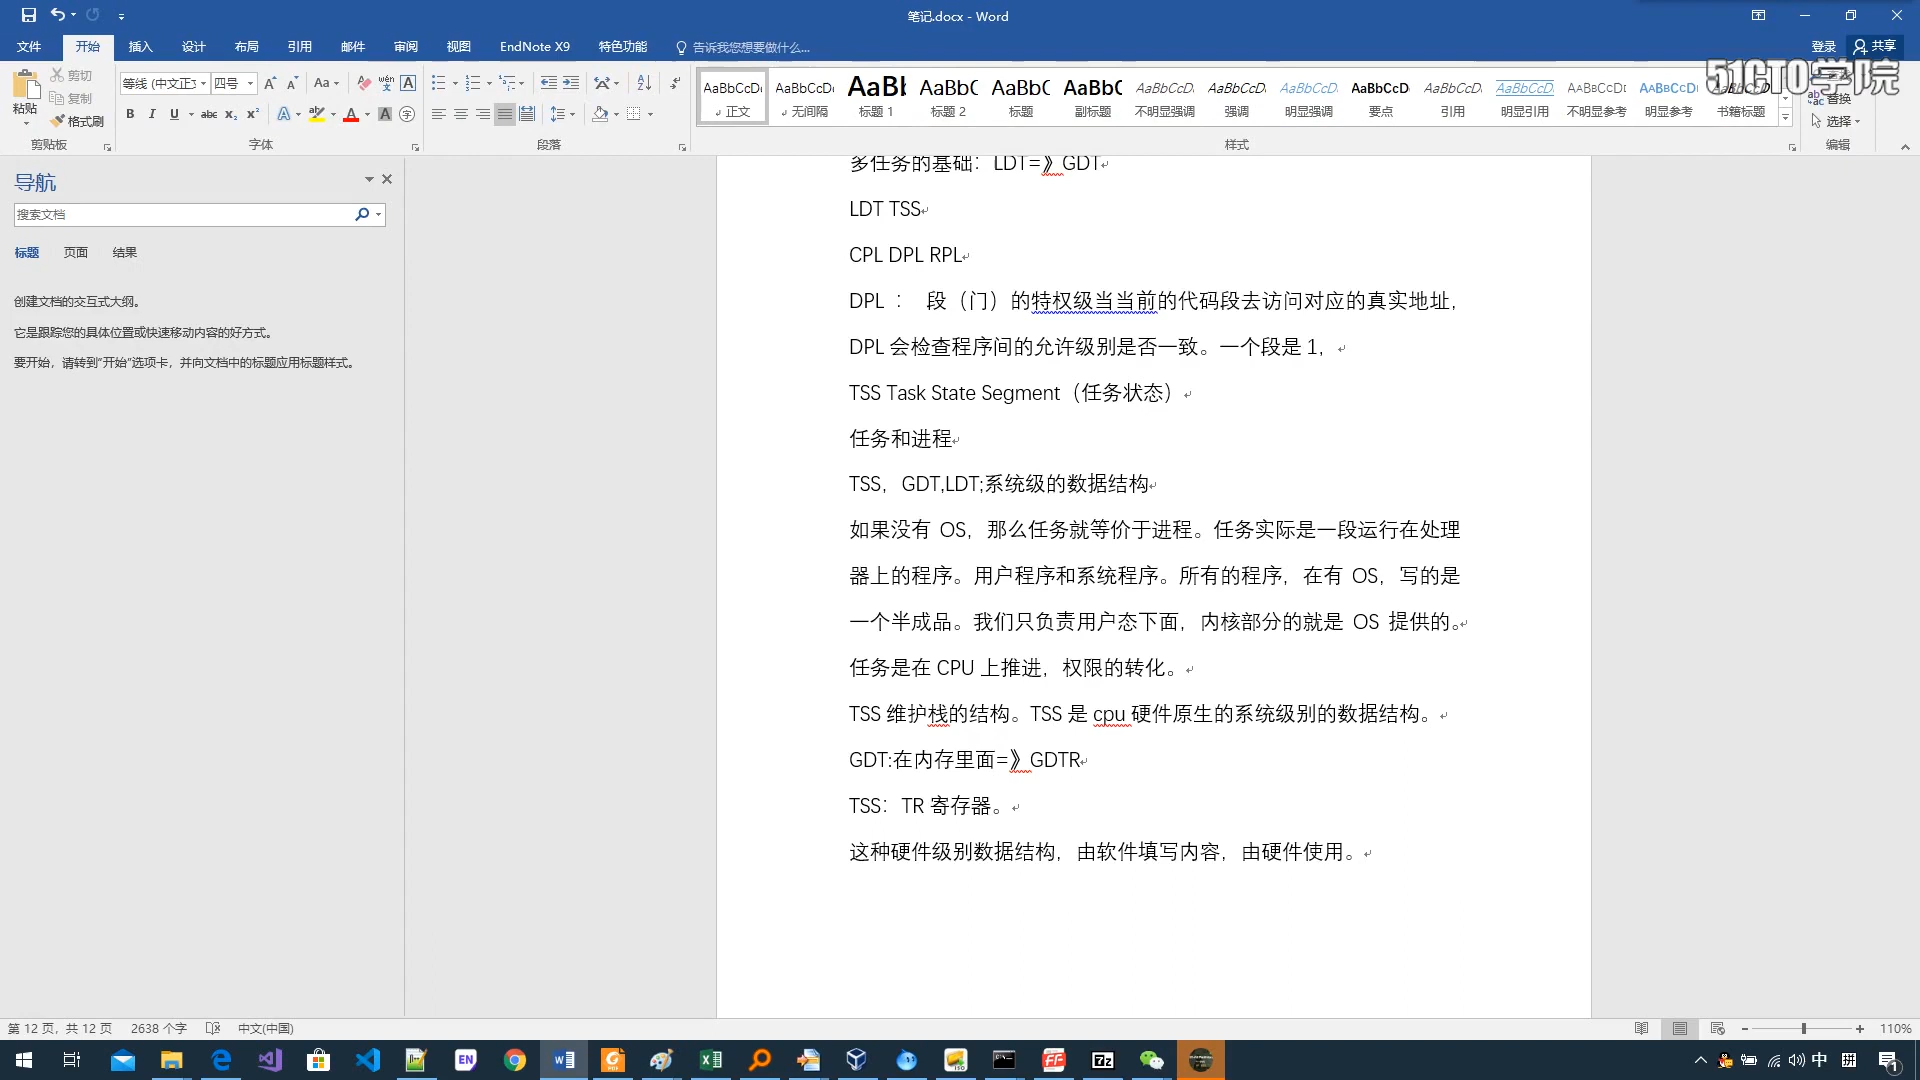 笔记.docx - Word
文件 开始 插入 设计 布局 引用 邮件 审阅 视图 EndNote X9 特色功能 告诉我您想要做什么... 登录 共享
51CTO学院
粘贴 剪切 复制 格式刷
等线 (中文正 四号
AaBbCcDc AaBbCcDc AaBb AaBbC AaBbC AaBbC AaBbCcD. AaBbCcD. AaBbCcD. AaBbCcD AaBbCcD. AaBbCcD. AaBbCcD AaBbCcD
正文 无间隔 标题 1 标题 2 标题 副标题 不明显强调 强调 明显强调 要点 引用 明显引用 不明显参考 明显参考 书籍标题
替换
选择
剪贴板 字体 段落 样式 编辑
导航
搜索文档
标题 页面 结果
创建文档的交互式大纲。
它是跟踪您的具体位置或快速移动内容的好方式。
要开始，请转到“开始”选项卡，并向文档中的标题应用标题样式。
多任务的基础：LDT=》GDT
LDT TSS
CPL DPL RPL
DPL ： 段（门）的特权级当当前的代码段去访问对应的真实地址，
DPL 会检查程序间的允许级别是否一致。一个段是 1，
TSS Task State Segment（任务状态）
任务和进程
TSS，GDT,LDT;系统级的数据结构
如果没有 OS，那么任务就等价于进程。任务实际是一段运行在处理
器上的程序。用户程序和系统程序。所有的程序，在有 OS，写的是
一个半成品。我们只负责用户态下面，内核部分的就是 OS 提供的。
任务是在 CPU 上推进，权限的转化。
TSS 维护栈的结构。TSS 是 cpu 硬件原生的系统级别的数据结构。
GDT:在内存里面=》GDTR
TSS：TR 寄存器。
这种硬件级别数据结构，由软件填写内容，由硬件使用。
第 12 页，共 12 页 2638 个字 中文(中国) 110%
中 拼